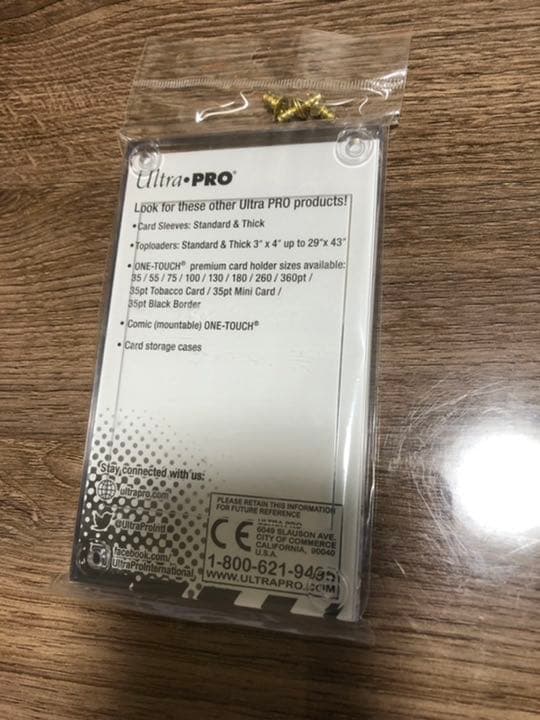 Ultra•PRO®
Look for these other Ultra PRO products!
•Card Sleeves: Standard & Thick
•Toploaders: Standard & Thick 3" x 4" up to 29"x 43"
•ONE-TOUCH® premium card holder sizes available:
35 / 55 / 75 / 100 / 130 / 180 / 260 / 360pt /
35pt Tobacco Card / 35pt Mini Card /
35pt Black Border
• Comic (mountable) ONE-TOUCH®
• Card storage cases
Stay connected with us:
ultrapro.com
@UltraProIntl
facebook.com/
UltraProInternational
PLEASE RETAIN THIS INFORMATION
FOR FUTURE REFERENCE
CE
ULTRA PRO
6049 SLAUSON AVE.
CITY OF COMMERCE
CALIFORNIA, 90040
U.S.A.
1-800-621-
WWW.ULTRAPRO.COM